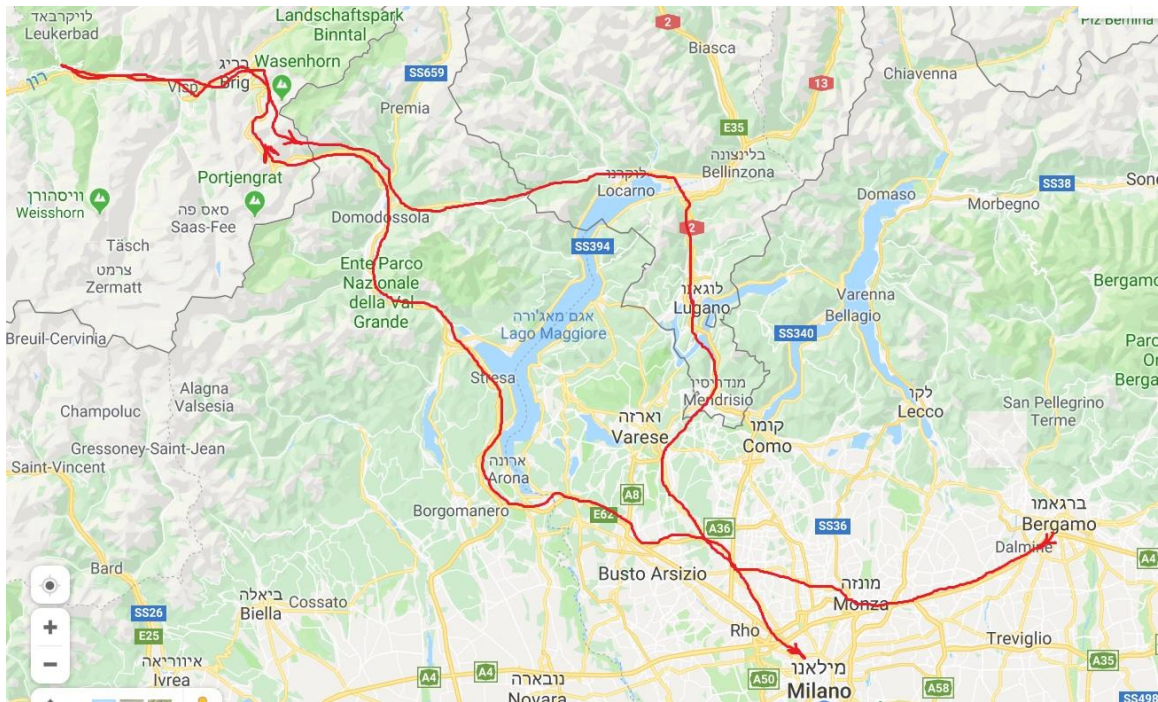 לויקרבאד
Leukerbad
Landschaftspark
Binntal
רון
Visp
בריג
Brig
Wasenhorn
SS659
Premia
2
Biasca
13
Chiavenna
Piz Bernina
E35
בלינצונה
Bellinzona
לוקרנו
Locarno
Domaso
SS38
Morbegno
Sond
Portjengrat
סאס פה
Saas-Fee
וייסהורן
Weisshorn
Täsch
צרמט
Zermatt
Domodossola
SS394
2
Ente Parco
Nazionale
della Val
Grande
אגם מאג'ורה
Lago Maggiore
לוגאנו
Lugano
Varenna
Bellagio
Bergamo
SS340
Breuil-Cervinia
Stresa
מנדריסיו
Mendrisio
Parc
Or
Berga
Alagna
Valsesia
Champoluc
וארזה
Varese
קומו
Como
לקו
Lecco
San Pellegrino
Terme
Gressoney-Saint-Jean
Saint-Vincent
ארונה
Arona
Borgomanero
A8
E62
A36
SS36
ברגאמו
Bergamo
Dalmine
A4
Bard
Busto Arsizio
מונזה
Monza
ביאלה
Biella
Cossato
SS26
E25
Rho
Treviglio
A35
איווריאה
Ivrea
A4
נובארה
Novara
A50
מילאנו
Milano
A58
SS498